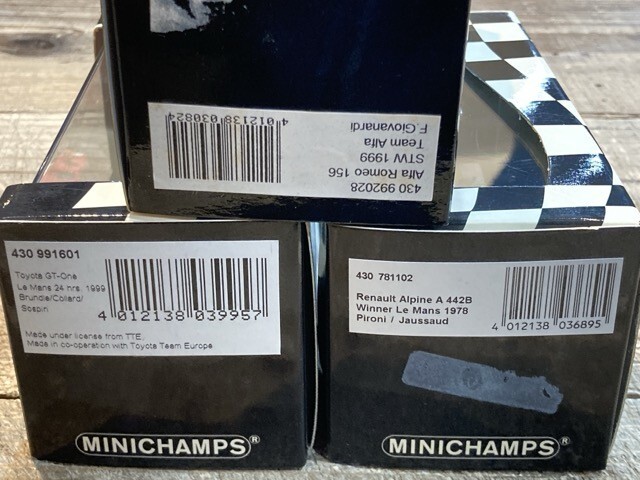 430 992028
Alfa Romeo 156
STW 1999
Team Alfa
F.Giovanardi
4 012138 030824
430 991601
Toyota GT-One
Le Mans 24 hrs. 1999
Brundle/Collard/
Sospiri
4 012138 039957
Made under license from TTE,
Made in co-operation with Toyota Team Europe
MINICHAMPS®
430 781102
Renault Alpine A 442B
Winner Le Mans 1978
Pironi / Jaussaud
4 012138 036895
MINICHAMPS®